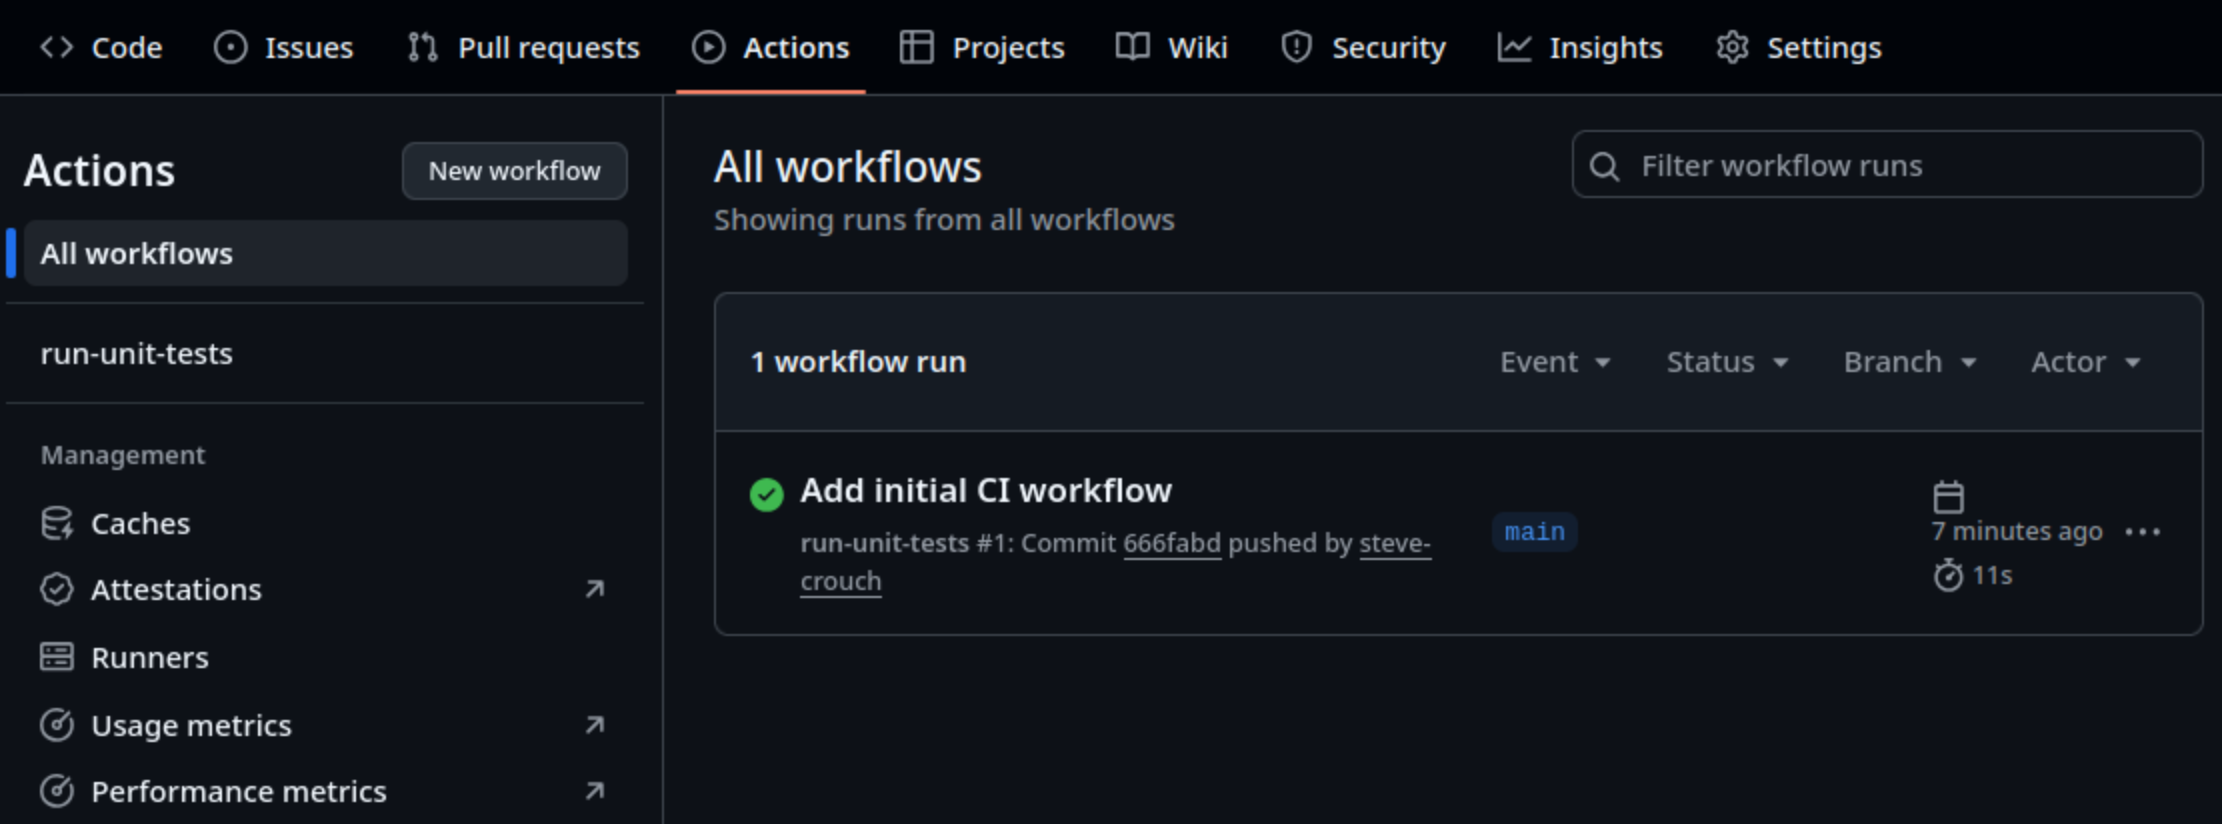 Code Issues Pull requests Actions Projects Wiki Security Insights Settings
Actions New workflow
All workflows
run-unit-tests
Management
Caches
Attestations
Runners
Usage metrics
Performance metrics
All workflows Filter workflow runs
Showing runs from all workflows
1 workflow run Event Status Branch Actor
Add initial CI workflow
run-unit-tests #1: Commit 666fabd pushed by steve-
crouch
main
7 minutes ago
11s